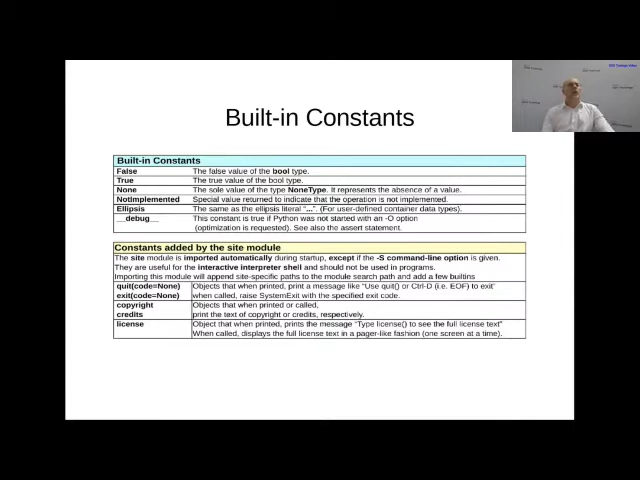 Built-in Constants
Built-in Constants
False The false value of the bool type.
True The true value of the bool type.
None The sole value of the type NoneType. It represents the absence of a value.
NotImplemented Special value returned to indicate that the operation is not implemented.
Ellipsis The same as the ellipsis literal "...". (For user-defined container data types).
__debug__ This constant is true if Python was not started with an -O option
(optimization is requested). See also the assert statement.
Constants added by the site module
The site module is imported automatically during startup, except if the -S command-line option is given.
They are useful for the interactive interpreter shell and should not be used in programs.
Importing this module will append site-specific paths to the module search path and add a few builtins
quit(code=None) Objects that when printed, print a message like "Use quit() or Ctrl-D (i.e. EOF) to exit"
exit(code=None) when called, raise SystemExit with the specified exit code.
copyright Objects that when printed or called,
credits print the text of copyright or credits, respectively.
license Object that when printed, prints the message "Type license() to see the full license text"
When called, displays the full license text in a pager-like fashion (one screen at a time).